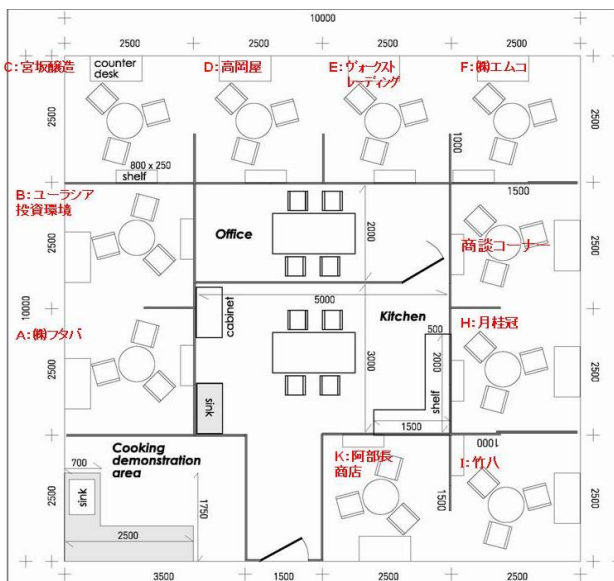 10000
2500
2500
2500
2500
C:宮坂醸造
counter
desk
D:高岡屋
E:ヴォークスト
レーディング
F:㈱エムコ
2500
2500
1000
800 x 250
shelf
1500
B:ユーラシア
投資環境
Office
2000
2500
2500
商談コーナー
10000
5000
cabinet
Kitchen
A:㈱フタバ
500
H:月桂冠
2500
3000
2000
2500
sink
shelf
1500
Cooking
demonstration
area
K:阿部長
商店
1000
I:竹八
700
sink
2500
1750
1500
2500
2500
3500
1500
2500
2500